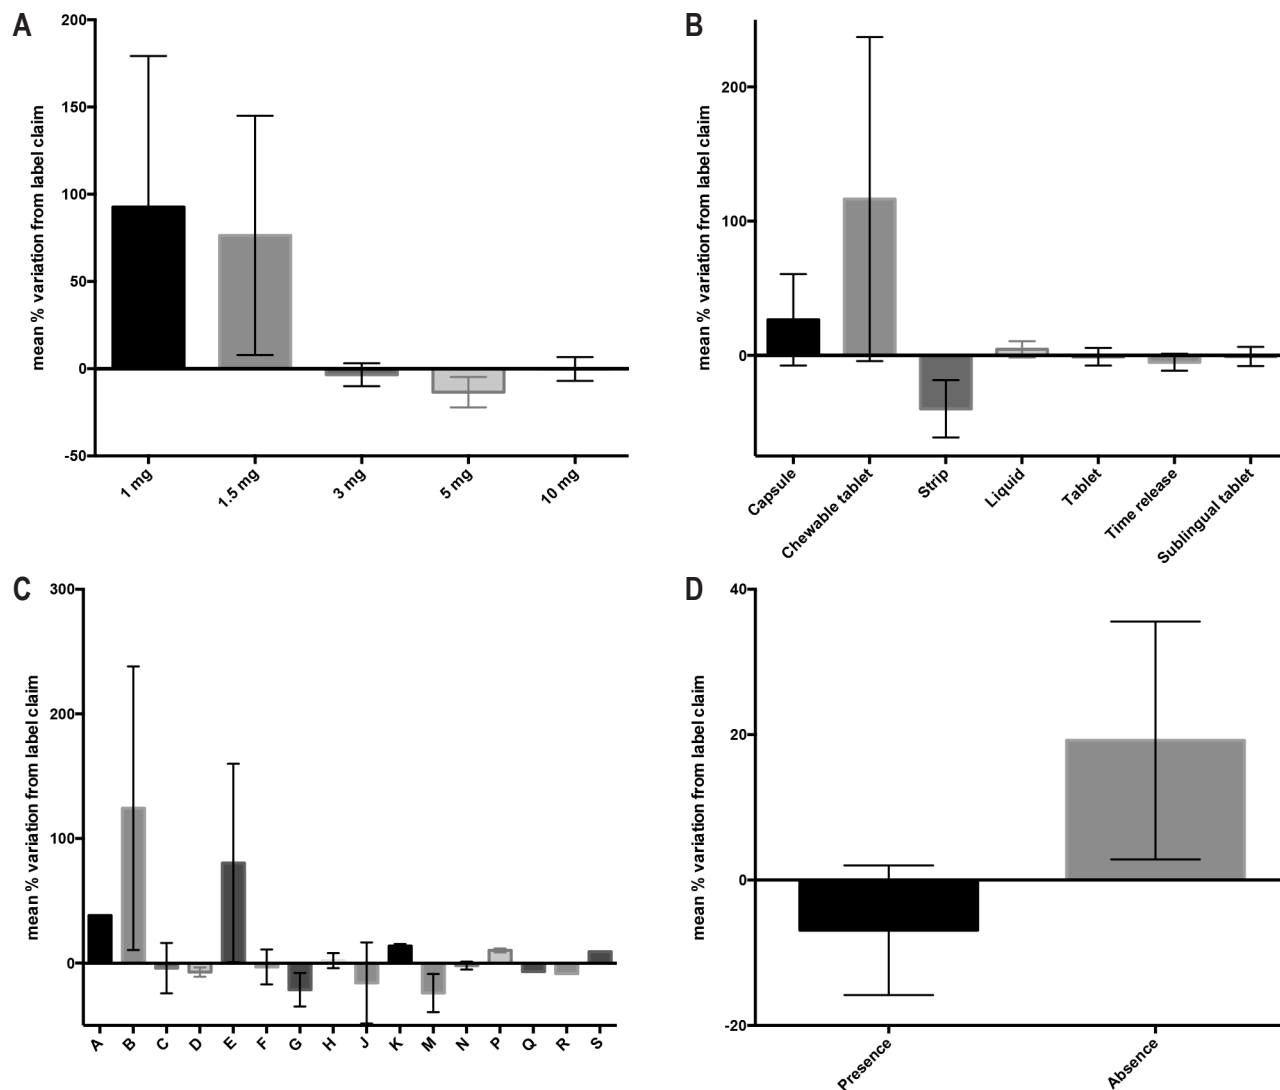 A
mean % variation from label claim
200
150
100
50
0
-50
1 mg
1.5 mg
3 mg
5 mg
10 mg
B
mean % variation from label claim
200
100
0
Capsule
Chewable tablet
Strip
Liquid
Tablet
Time release
Sublingual tablet
C
mean % variation from label claim
300
200
100
0
A
B
C
D
E
F
G
H
J
K
M
N
P
Q
R
S
D
mean % variation from label claim
40
20
0
-20
Presence
Absence